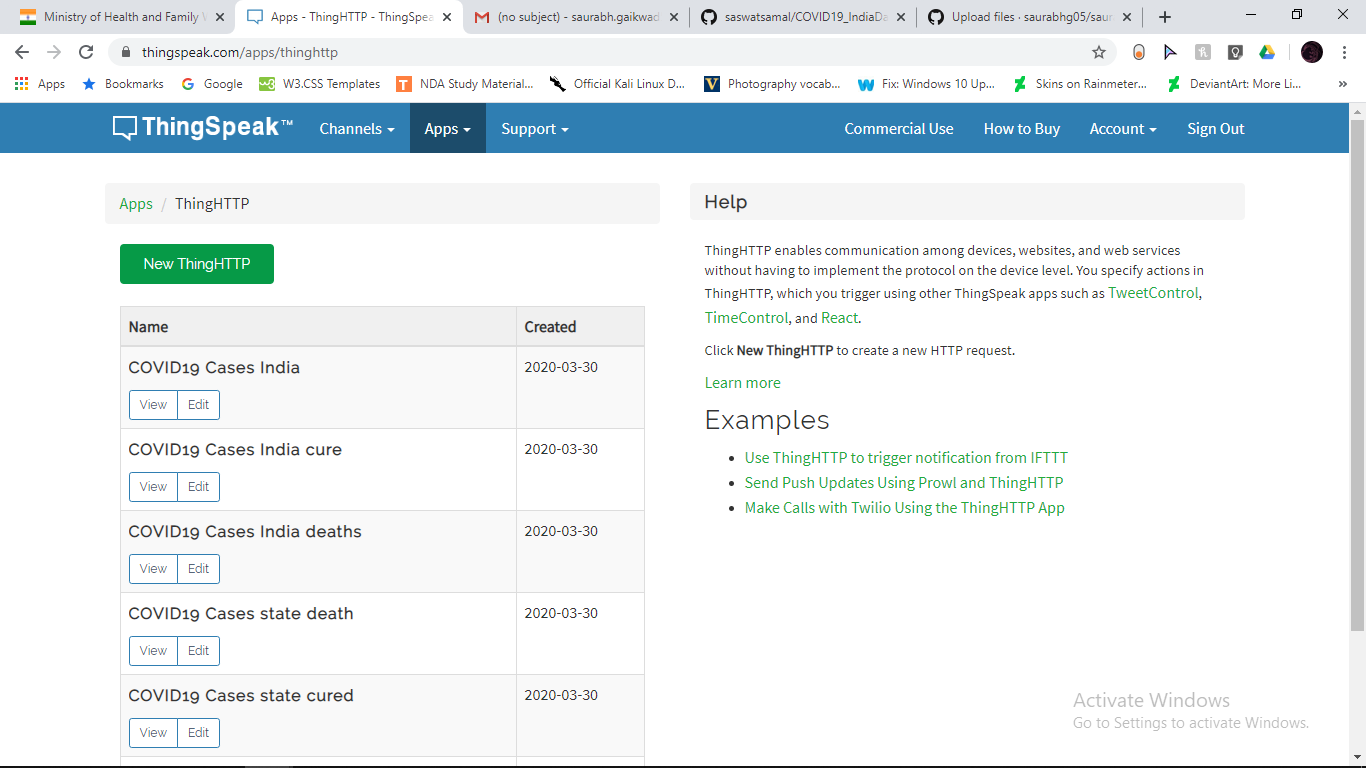 Ministry of Health and Family W
Apps - ThingHTTP - ThingSpea
(no subject) - saurabh.gaikwad
saswatsamal/COVID19_IndiaDa
Upload files · saurabhg05/saur
thingspeak.com/apps/thinghttp
Apps
Bookmarks
Google
W3.CSS Templates
NDA Study Material...
Official Kali Linux D...
Photography vocab...
Fix: Windows 10 Up...
Skins on Rainmeter...
DeviantArt: More Li...
»
ThingSpeak™
Channels
Apps
Support
Commercial Use
How to Buy
Account
Sign Out
Apps / ThingHTTP
New ThingHTTP
Name Created
COVID19 Cases India 2020-03-30
View Edit
COVID19 Cases India cure 2020-03-30
View Edit
COVID19 Cases India deaths 2020-03-30
View Edit
COVID19 Cases state death 2020-03-30
View Edit
COVID19 Cases state cured 2020-03-30
View Edit
Help
ThingHTTP enables communication among devices, websites, and web services
without having to implement the protocol on the device level. You specify actions in
ThingHTTP, which you trigger using other ThingSpeak apps such as TweetControl,
TimeControl, and React.
Click New ThingHTTP to create a new HTTP request.
Learn more
Examples
• Use ThingHTTP to trigger notification from IFTTT
• Send Push Updates Using Prowl and ThingHTTP
• Make Calls with Twilio Using the ThingHTTP App
Activate Windows
Go to Settings to activate Windows.